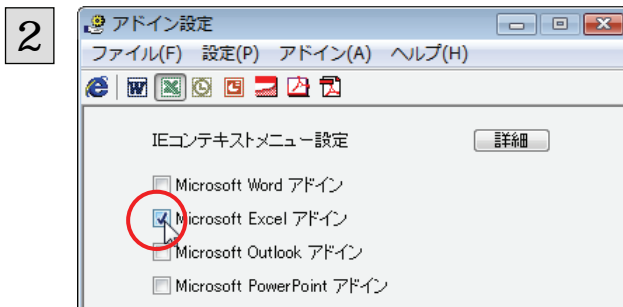 2
アドイン設定
ファイル(F) 設定(P) アドイン(A) ヘルプ(H)
IEコンテキストメニュー設定 詳細
Microsoft Word アドイン
Microsoft Excel アドイン
Microsoft Outlook アドイン
Microsoft PowerPoint アドイン